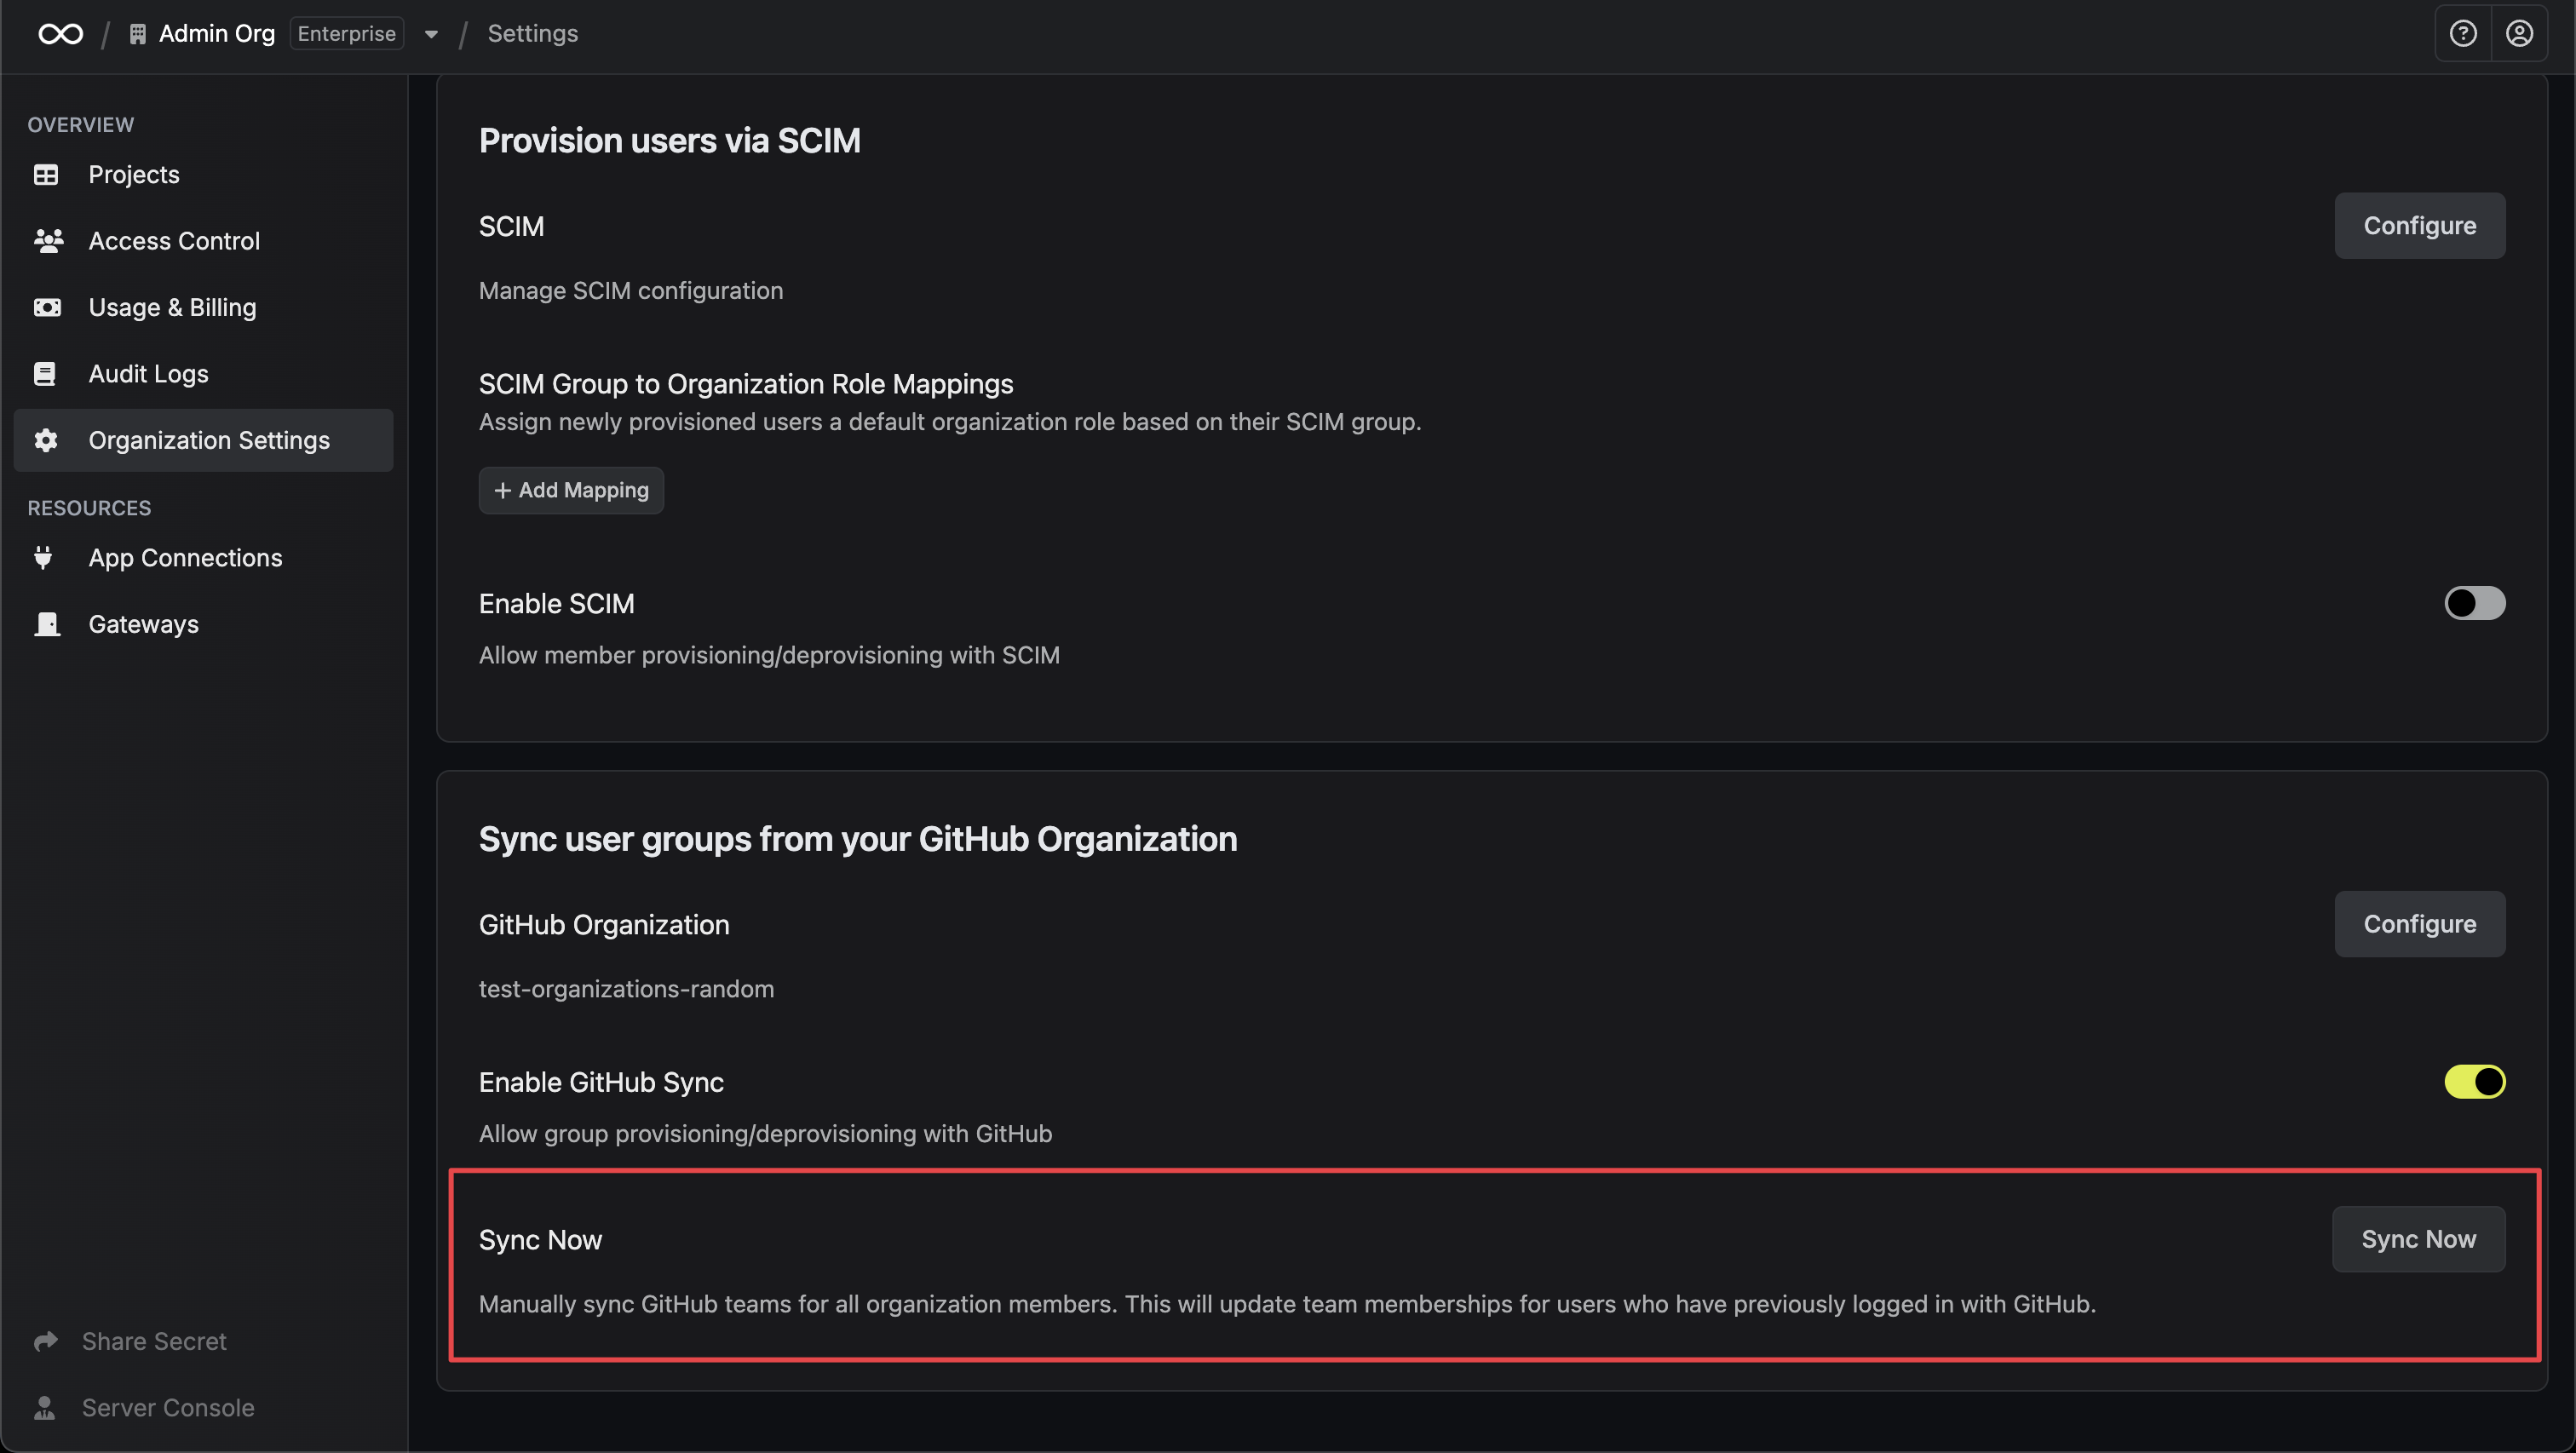 / Admin Org Enterprise / Settings
OVERVIEW
Projects
Access Control
Usage & Billing
Audit Logs
Organization Settings
RESOURCES
App Connections
Gateways
Share Secret
Server Console
Provision users via SCIM
SCIM
Configure
Manage SCIM configuration
SCIM Group to Organization Role Mappings
Assign newly provisioned users a default organization role based on their SCIM group.
+ Add Mapping
Enable SCIM
Allow member provisioning/deprovisioning with SCIM
Sync user groups from your GitHub Organization
GitHub Organization
Configure
test-organizations-random
Enable GitHub Sync
Allow group provisioning/deprovisioning with GitHub
Sync Now
Sync Now
Manually sync GitHub teams for all organization members. This will update team memberships for users who have previously logged in with GitHub.